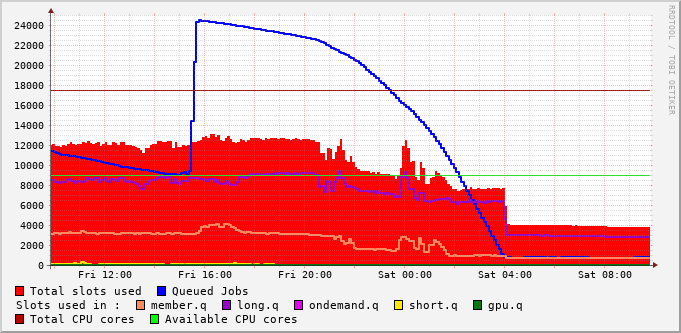 24000
22000
20000
18000
16000
14000
12000
10000
8000
6000
4000
2000
0
Fri 12:00 Fri 16:00 Fri 20:00 Sat 00:00 Sat 04:00 Sat 08:00
Total slots used Queued Jobs
Slots used in : member.q long.q ondemand.q short.q gpu.q
Total CPU cores Available CPU cores
RRDTOOL / TOBI OETIKER